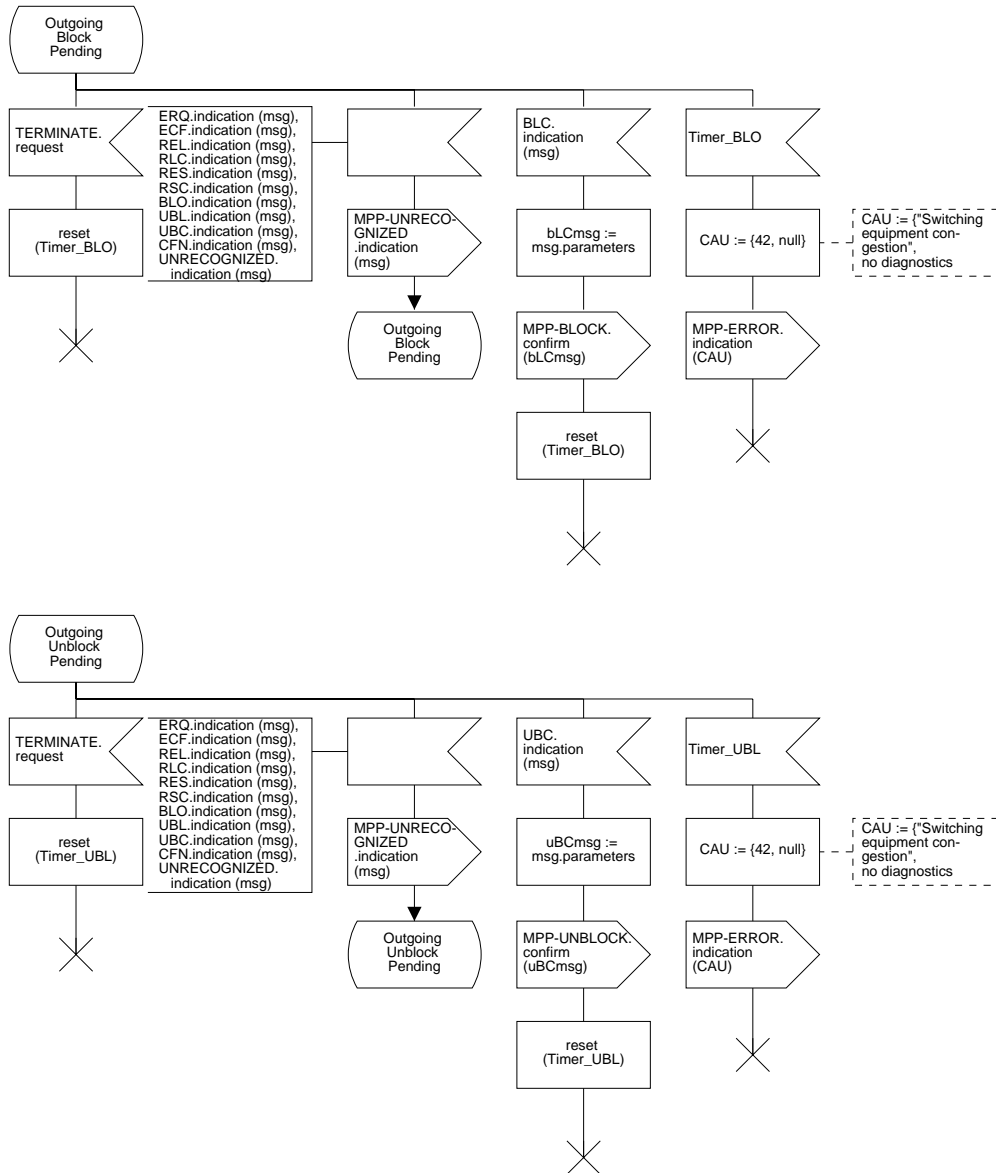 Outgoing
Block
Pending
TERMINATE.
request
ERQ.indication (msg),
ECF.indication (msg),
REL.indication (msg),
RLC.indication (msg),
RES.indication (msg),
RSC.indication (msg),
BLO.indication (msg),
UBL.indication (msg),
UBC.indication (msg),
CFN.indication (msg),
UNRECOGNIZED.
indication (msg)
BLC.
indication
(msg)
Timer_BLO
reset
(Timer_BLO)
MPP-UNRECO-
GNIZED
.indication
(msg)
bLCmsg :=
msg.parameters
CAU := {42, null}
CAU := {"Switching
equipment con-
gestion",
no diagnostics
Outgoing
Block
Pending
MPP-BLOCK.
confirm
(bLCmsg)
MPP-ERROR.
indication
(CAU)
reset
(Timer_BLO)
Outgoing
Unblock
Pending
TERMINATE.
request
ERQ.indication (msg),
ECF.indication (msg),
REL.indication (msg),
RLC.indication (msg),
RES.indication (msg),
RSC.indication (msg),
BLO.indication (msg),
UBL.indication (msg),
UBC.indication (msg),
CFN.indication (msg),
UNRECOGNIZED.
indication (msg)
UBC.
indication
(msg)
Timer_UBL
reset
(Timer_UBL)
MPP-UNRECO-
GNIZED
.indication
(msg)
uBCmsg :=
msg.parameters
CAU := {42, null}
CAU := {"Switching
equipment con-
gestion",
no diagnostics
Outgoing
Unblock
Pending
MPP-UNBLOCK.
confirm
(uBCmsg)
MPP-ERROR.
indication
(CAU)
reset
(Timer_UBL)